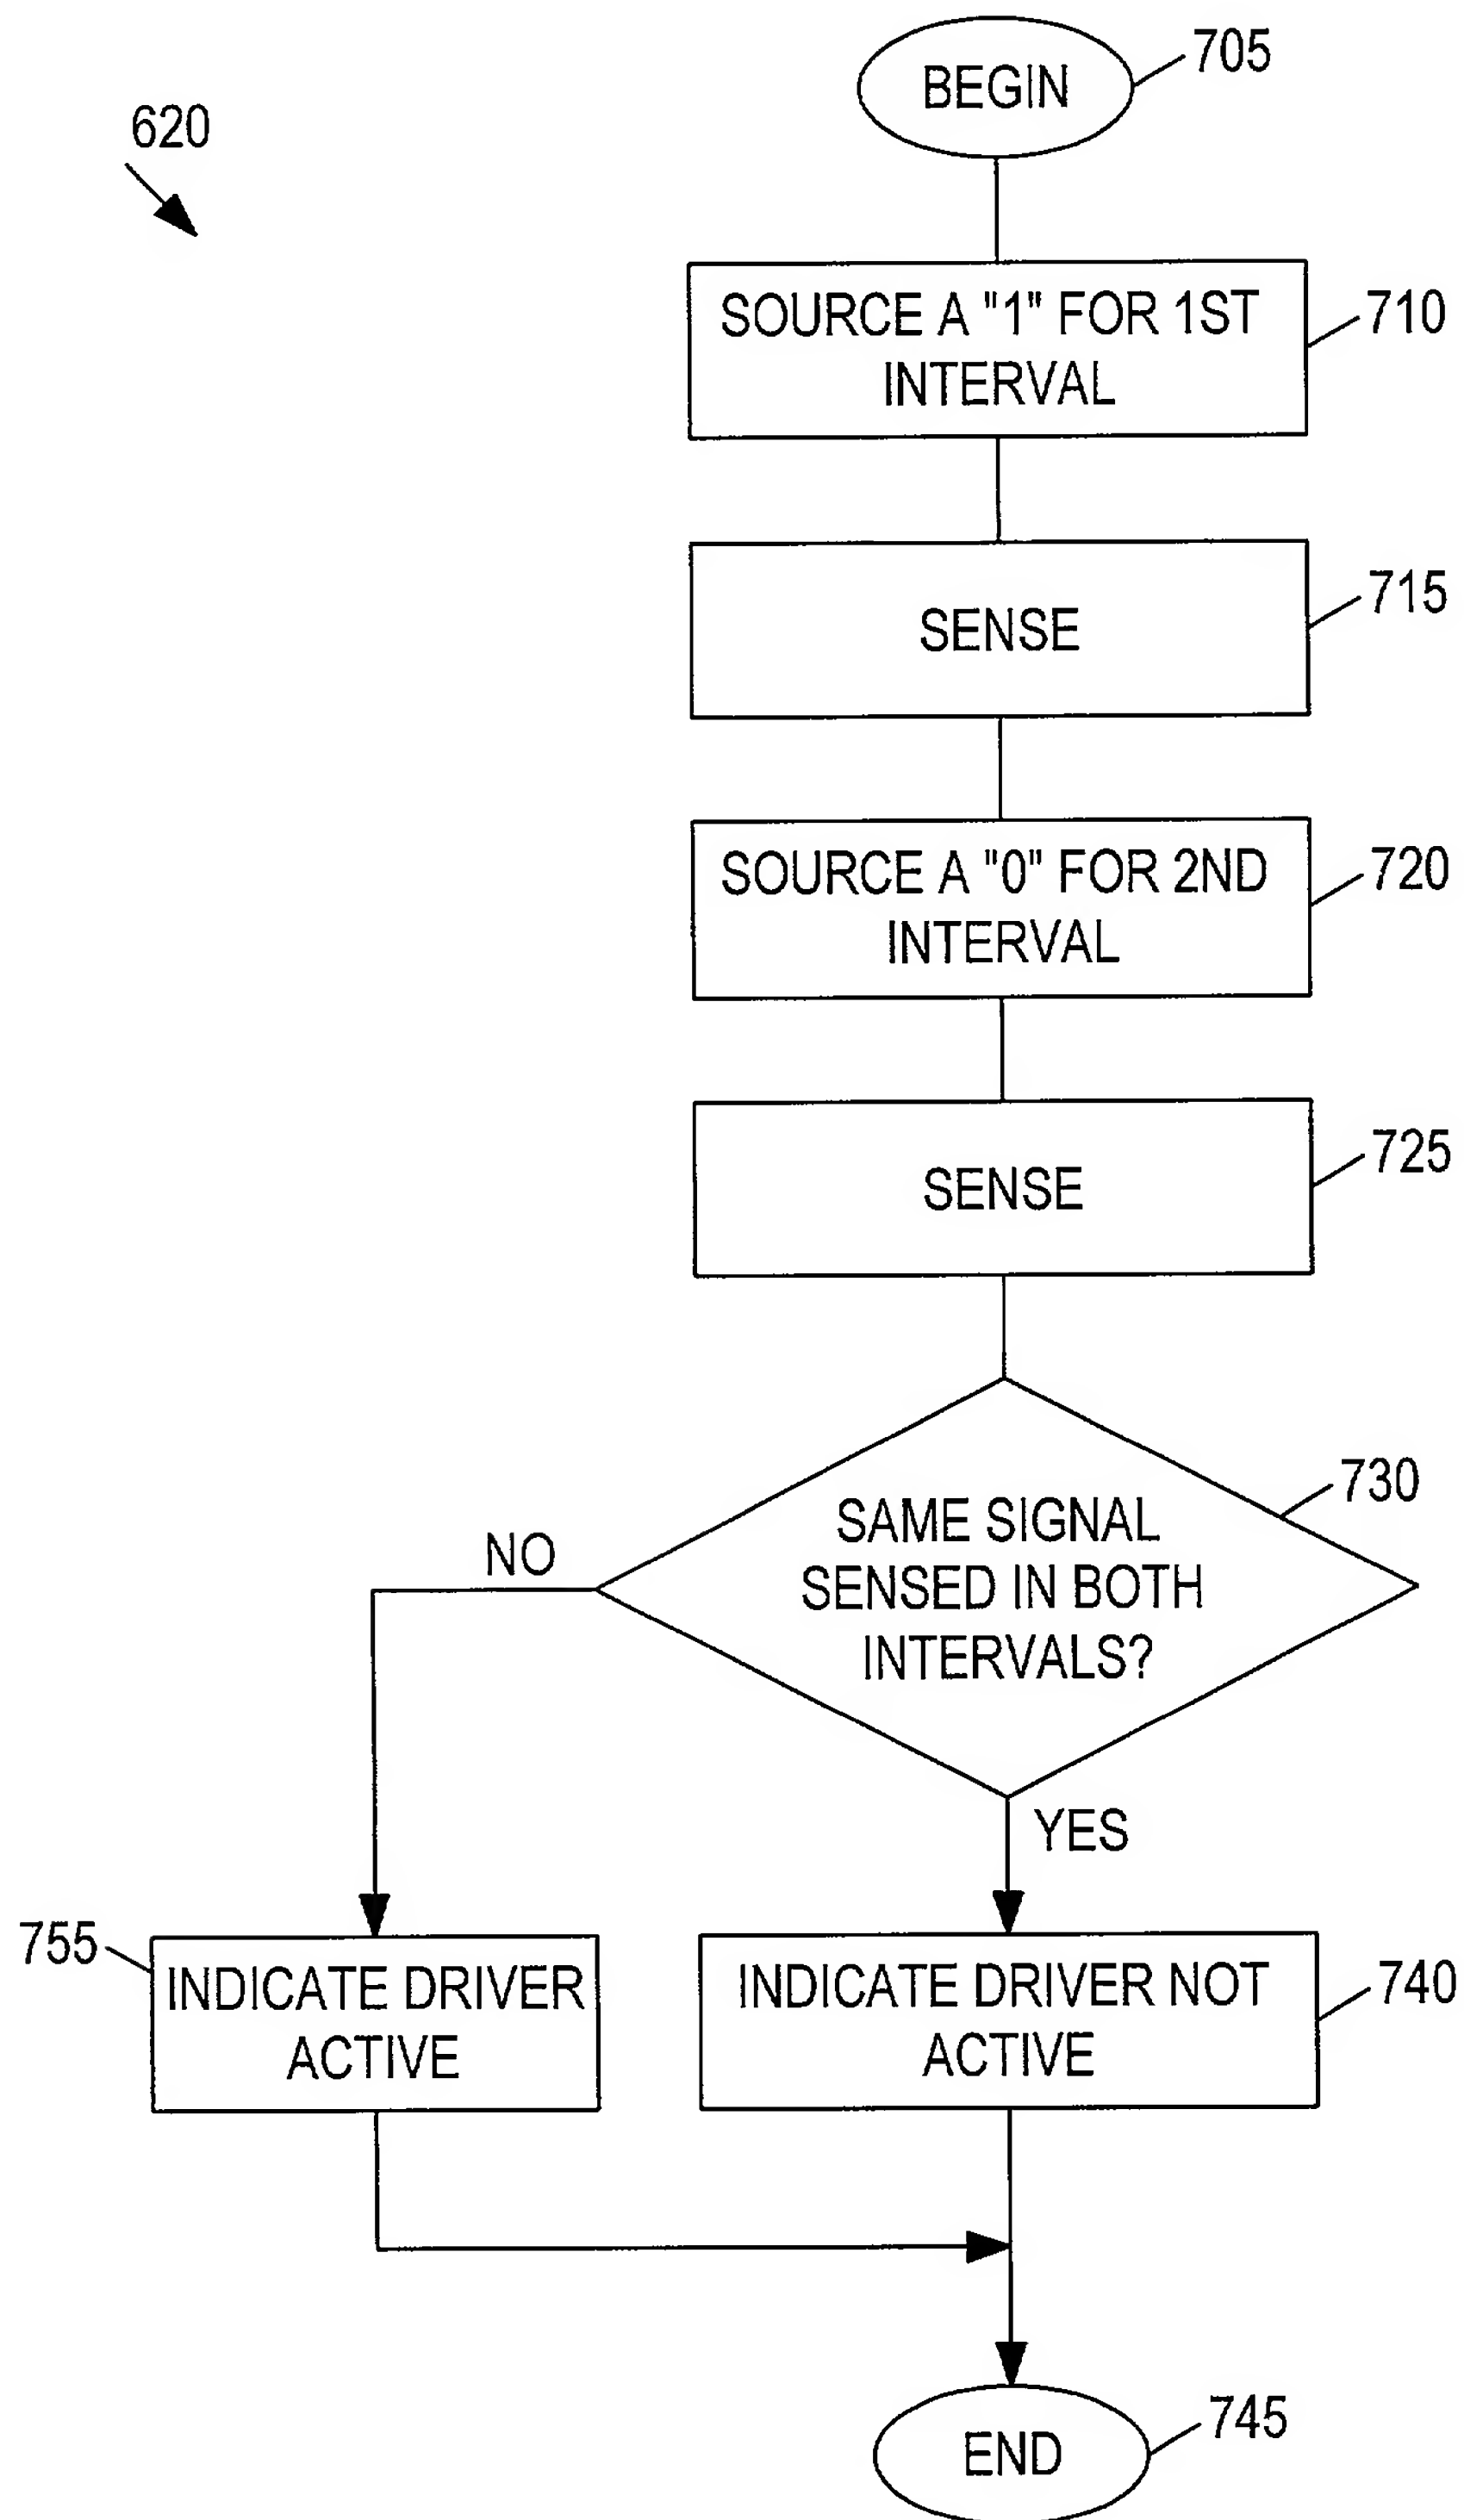 705
BEGIN
620
SOURCE A "1" FOR 1ST
INTERVAL
710
SENSE
715
SOURCE A "0" FOR 2ND
INTERVAL
720
SENSE
725
730
SAME SIGNAL
SENSED IN BOTH
INTERVALS?
NO
YES
755
INDICATE DRIVER
ACTIVE
INDICATE DRIVER NOT
ACTIVE
740
745
END